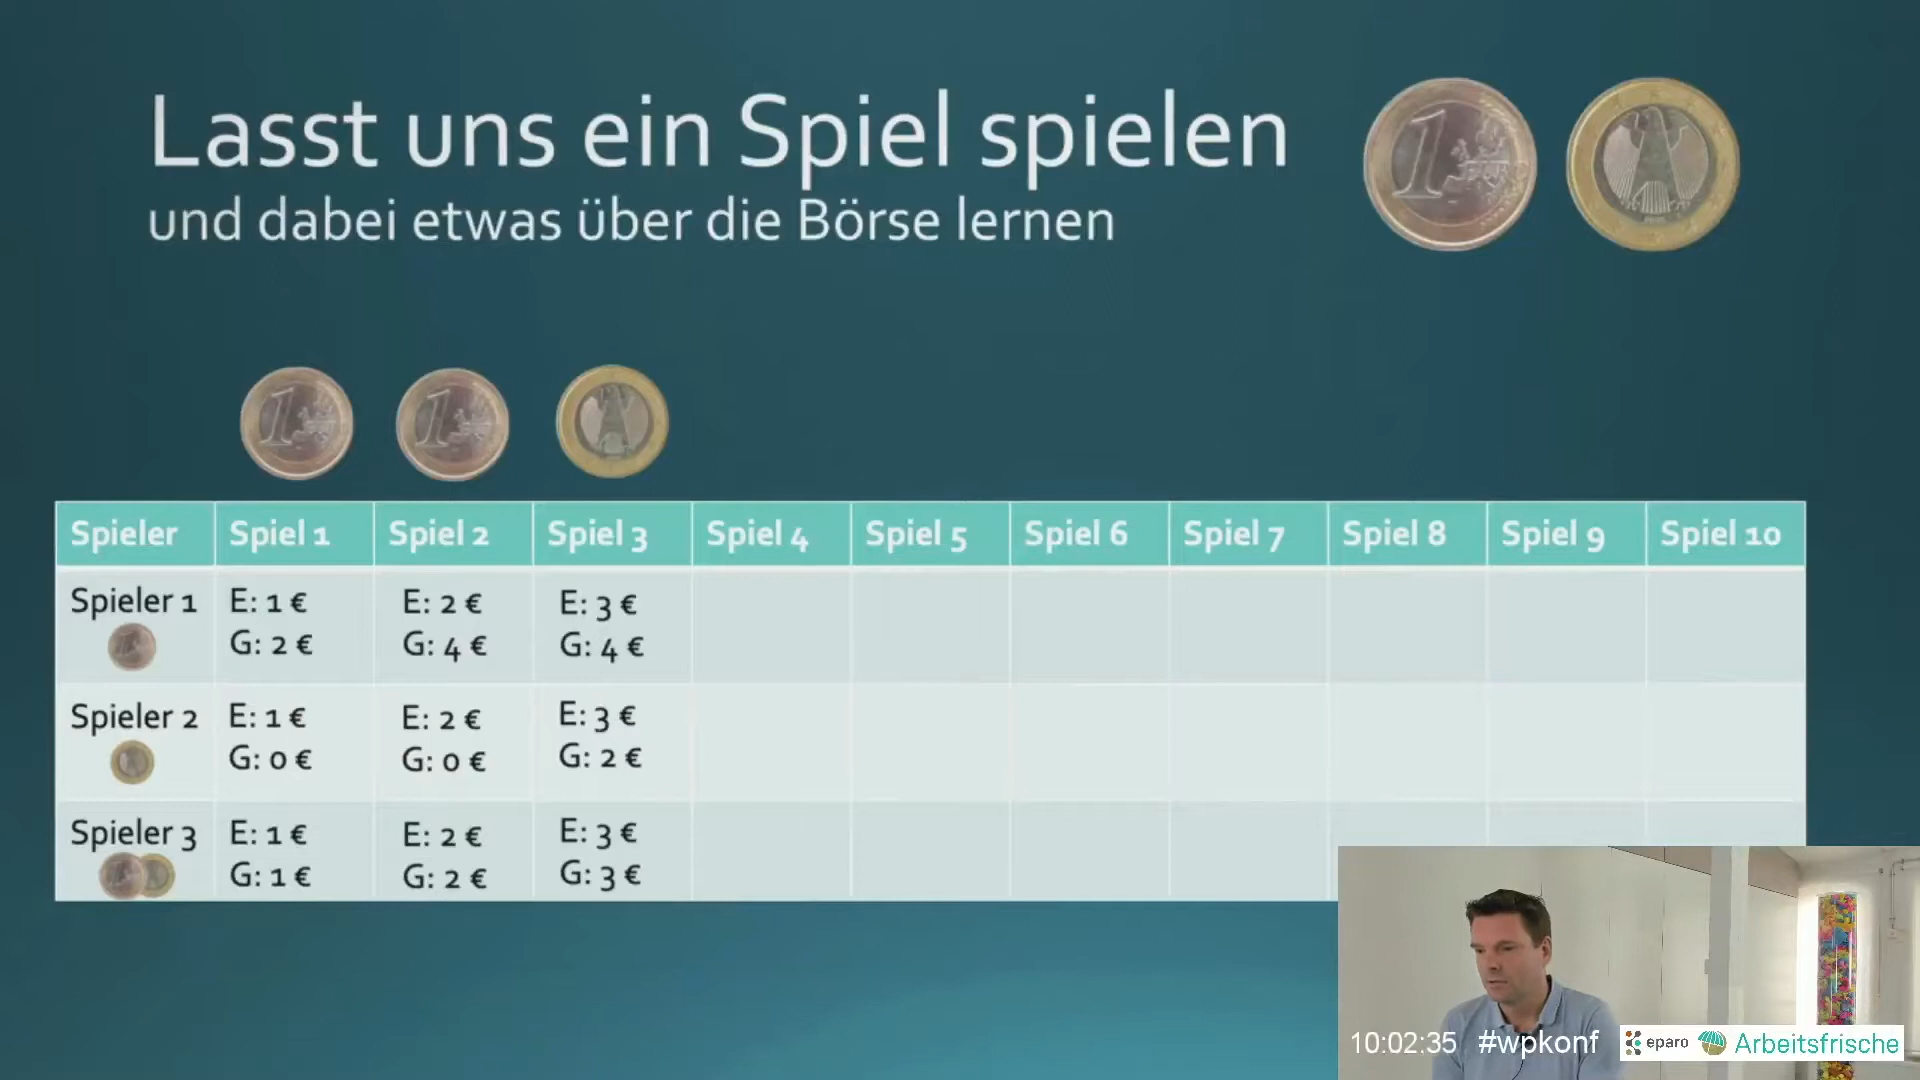 Lasst uns ein Spiel spielen
und dabei etwas über die Börse lernen
Spieler Spiel 1 Spiel 2 Spiel 3 Spiel 4 Spiel 5 Spiel 6 Spiel 7 Spiel 8 Spiel 9 Spiel 10
Spieler 1 E: 1 € E: 2 € E: 3 €
G: 2 € G: 4 € G: 4 €
Spieler 2 E: 1 € E: 2 € E: 3 €
G: 0 € G: 0 € G: 2 €
Spieler 3 E: 1 € E: 2 € E: 3 €
G: 1 € G: 2 € G: 3 €
10:02:35 #wpkonf eparo Arbeitsfrische